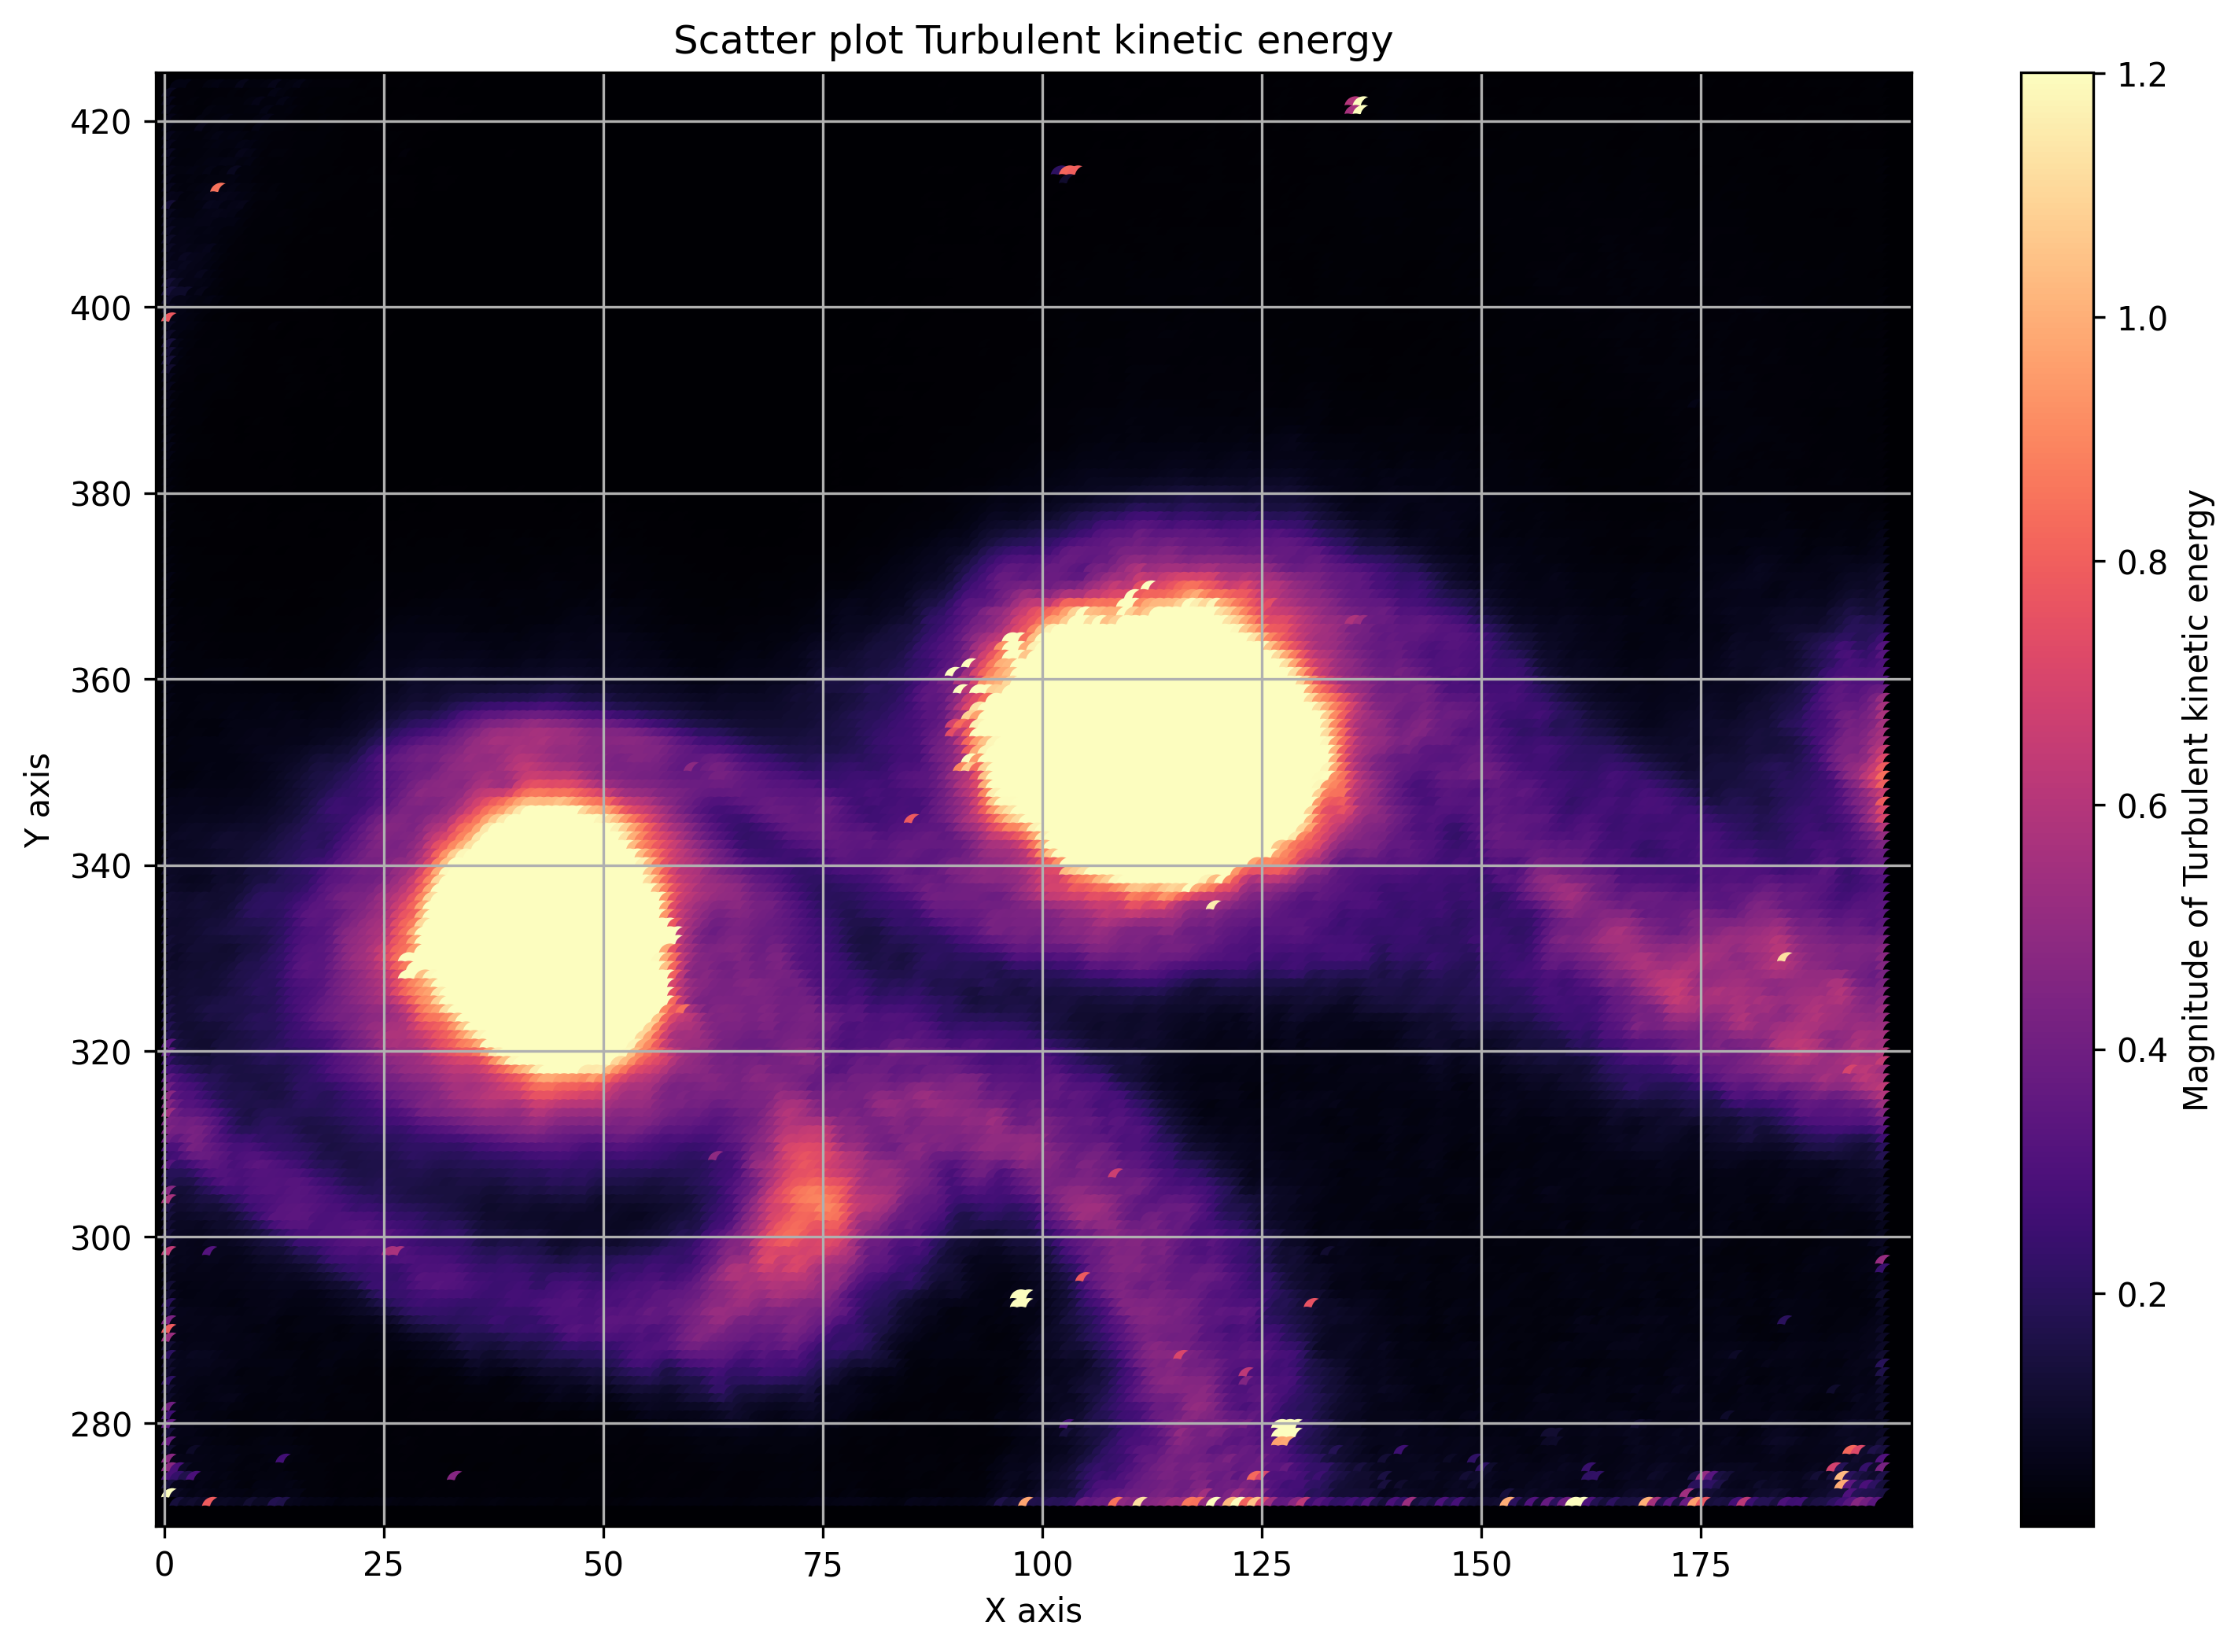 Scatter plot Turbulent kinetic energy
Y axis
420
400
380
360
340
320
300
280
0 25 50 75 100 125 150 175
X axis
1.2
1.0
0.8
0.6
0.4
0.2
Magnitude of Turbulent kinetic energy